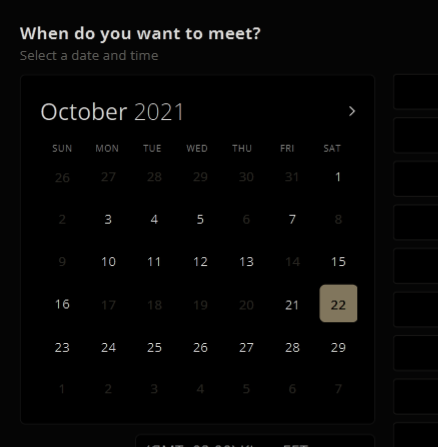 When do you want to meet?
Select a date and time
October 2021 >
SUN MON TUE WED THU FRI SAT
26 27 28 29 30 31 1
2 3 4 5 6 7 8
9 10 11 12 13 14 15
16 17 18 19 20 21 22
23 24 25 26 27 28 29
1 2 3 4 5 6 7